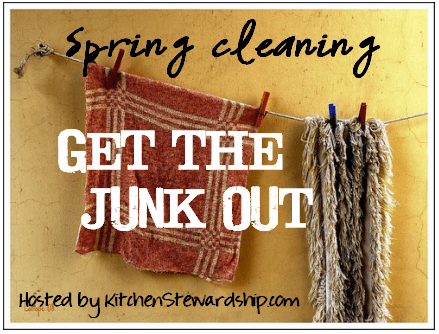 Spring cleaning
GET THE
JUNK OUT
Hosted by KitchenStewardship.com